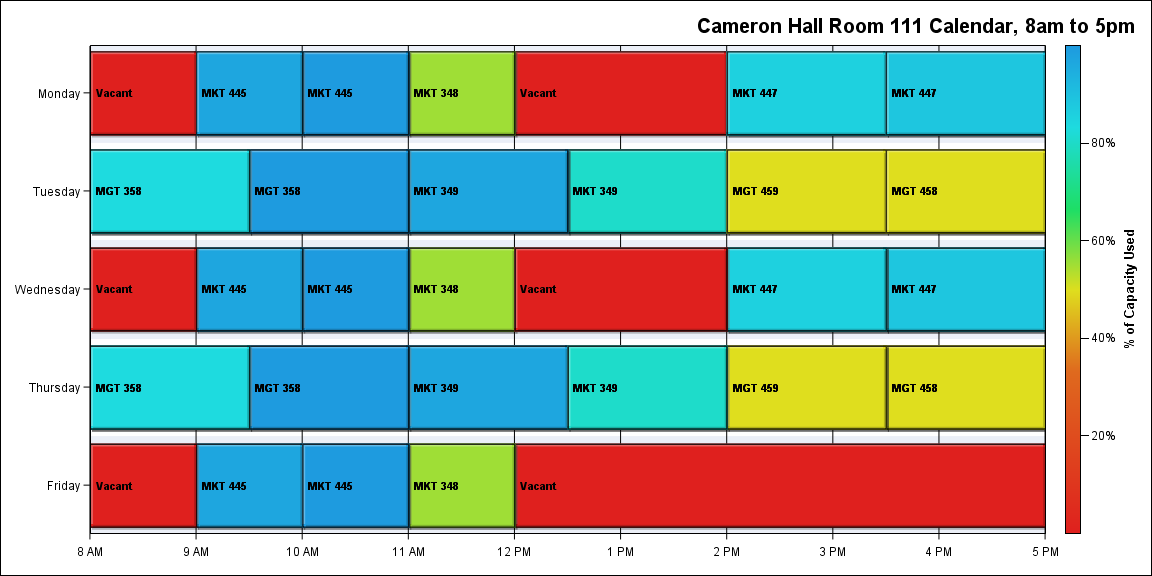 Cameron Hall Room 111 Calendar, 8am to 5pm
Monday
Vacant
MKT 445
MKT 445
MKT 348
Vacant
MKT 447
MKT 447
Tuesday
MGT 358
MGT 358
MKT 349
MKT 349
MGT 459
MGT 458
Wednesday
Vacant
MKT 445
MKT 445
MKT 348
Vacant
MKT 447
MKT 447
Thursday
MGT 358
MGT 358
MKT 349
MKT 349
MGT 459
MGT 458
Friday
Vacant
MKT 445
MKT 445
MKT 348
Vacant
8 AM
9 AM
10 AM
11 AM
12 PM
1 PM
2 PM
3 PM
4 PM
5 PM
80%
60%
40%
20%
% of Capacity Used